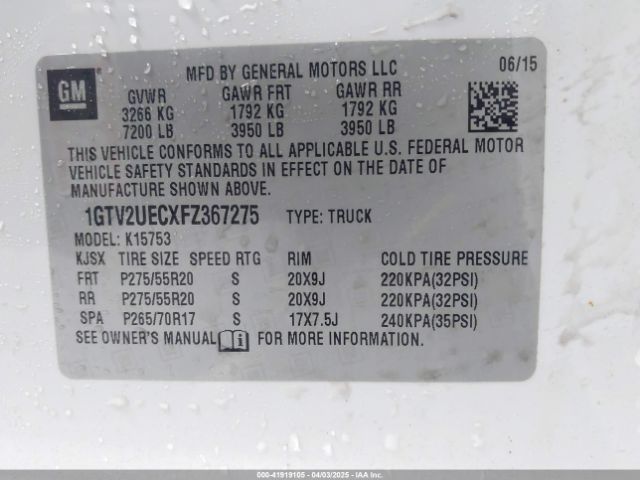 GM
MFD BY GENERAL MOTORS LLC 06/15
GVWR GAWR FRT GAWR RR
3266 KG 1792 KG 1792 KG
7200 LB 3950 LB 3950 LB
THIS VEHICLE CONFORMS TO ALL APPLICABLE U.S. FEDERAL MOTOR
VEHICLE SAFETY STANDARDS IN EFFECT ON THE DATE OF
MANUFACTURE SHOWN ABOVE.
1GTV2UECXFZ367275 TYPE: TRUCK
MODEL: K15753
KJSX TIRE SIZE SPEED RTG RIM COLD TIRE PRESSURE
FRT P275/55R20 S 20X9J 220KPA(32PSI)
RR P275/55R20 S 20X9J 220KPA(32PSI)
SPA P265/70R17 S 17X7.5J 240KPA(35PSI)
SEE OWNER'S MANUAL FOR MORE INFORMATION.
000-41919105 - 04/03/2025 - IAAI.COM